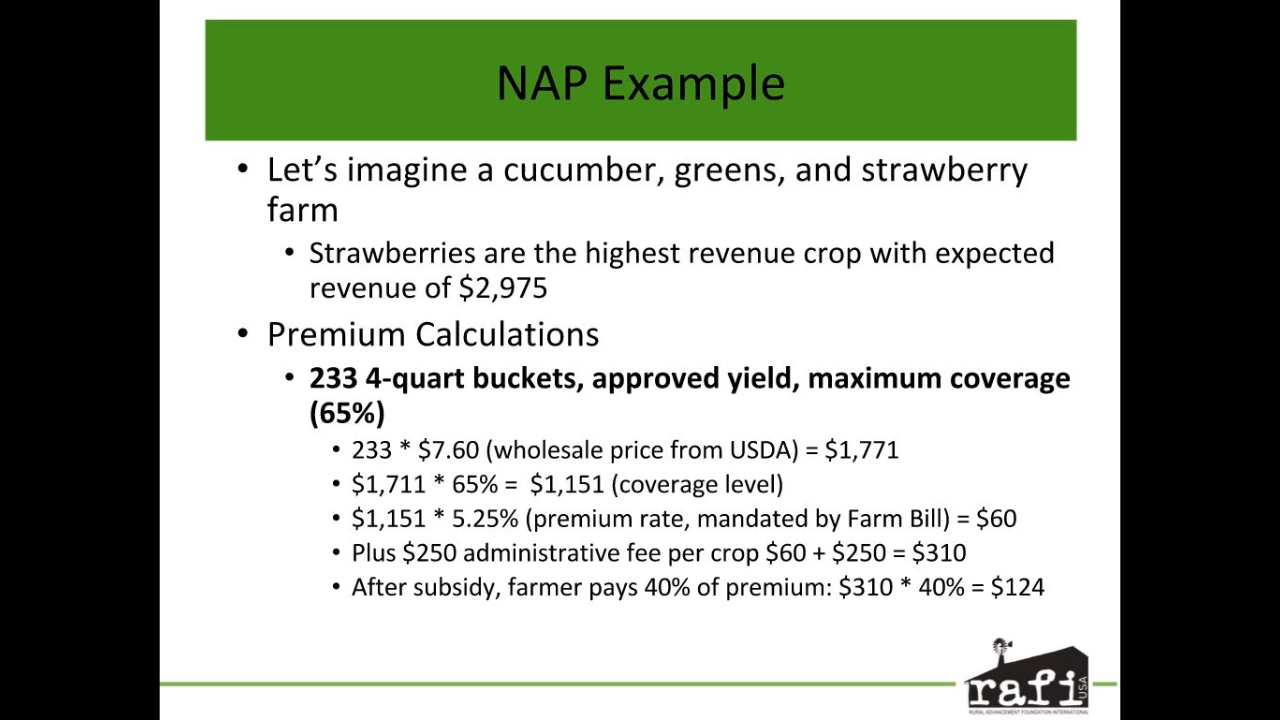 NAP Example
• Let’s imagine a cucumber, greens, and strawberry
farm
• Strawberries are the highest revenue crop with expected
revenue of $2,975
• Premium Calculations
• 233 4-quart buckets, approved yield, maximum coverage
(65%)
• 233 * $7.60 (wholesale price from USDA) = $1,771
• $1,711 * 65% =  $1,151 (coverage level)
• $1,151 * 5.25% (premium rate, mandated by Farm Bill) = $60
• Plus $250 administrative fee per crop $60 + $250 = $310
• After subsidy, farmer pays 40% of premium: $310 * 40% = $124
rafi
USA
RURAL ADVANCEMENT FOUNDATION INTERNATIONAL